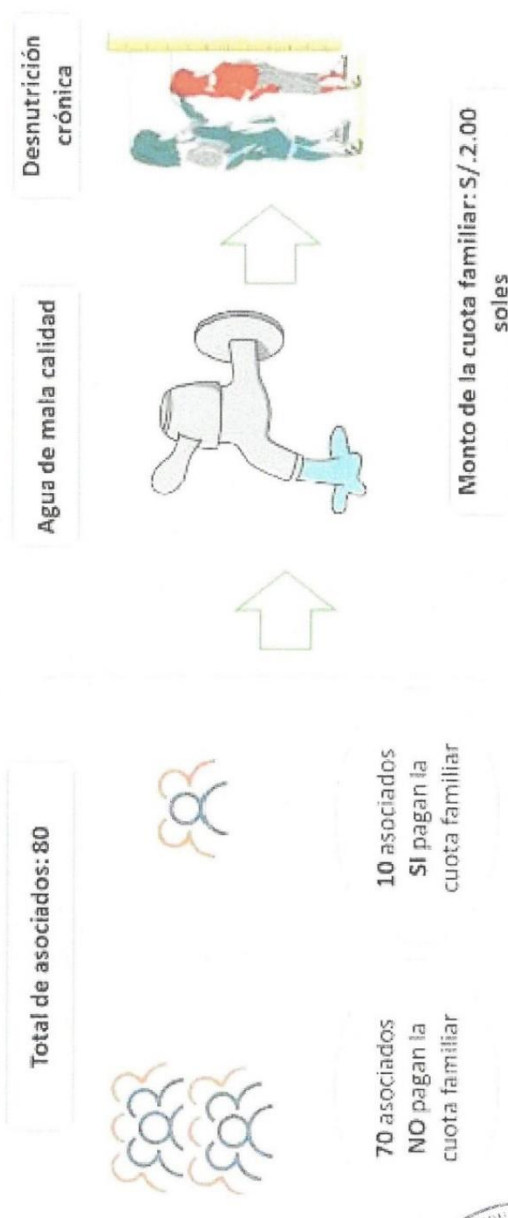 Total de asociados: 80
70 asociados
NO pagan la
cuota familiar
10 asociados
SI pagan la
cuota familiar
Agua de mala calidad
Desnutrición
crónica
Monto de la cuota familiar: S/.2.00
soles